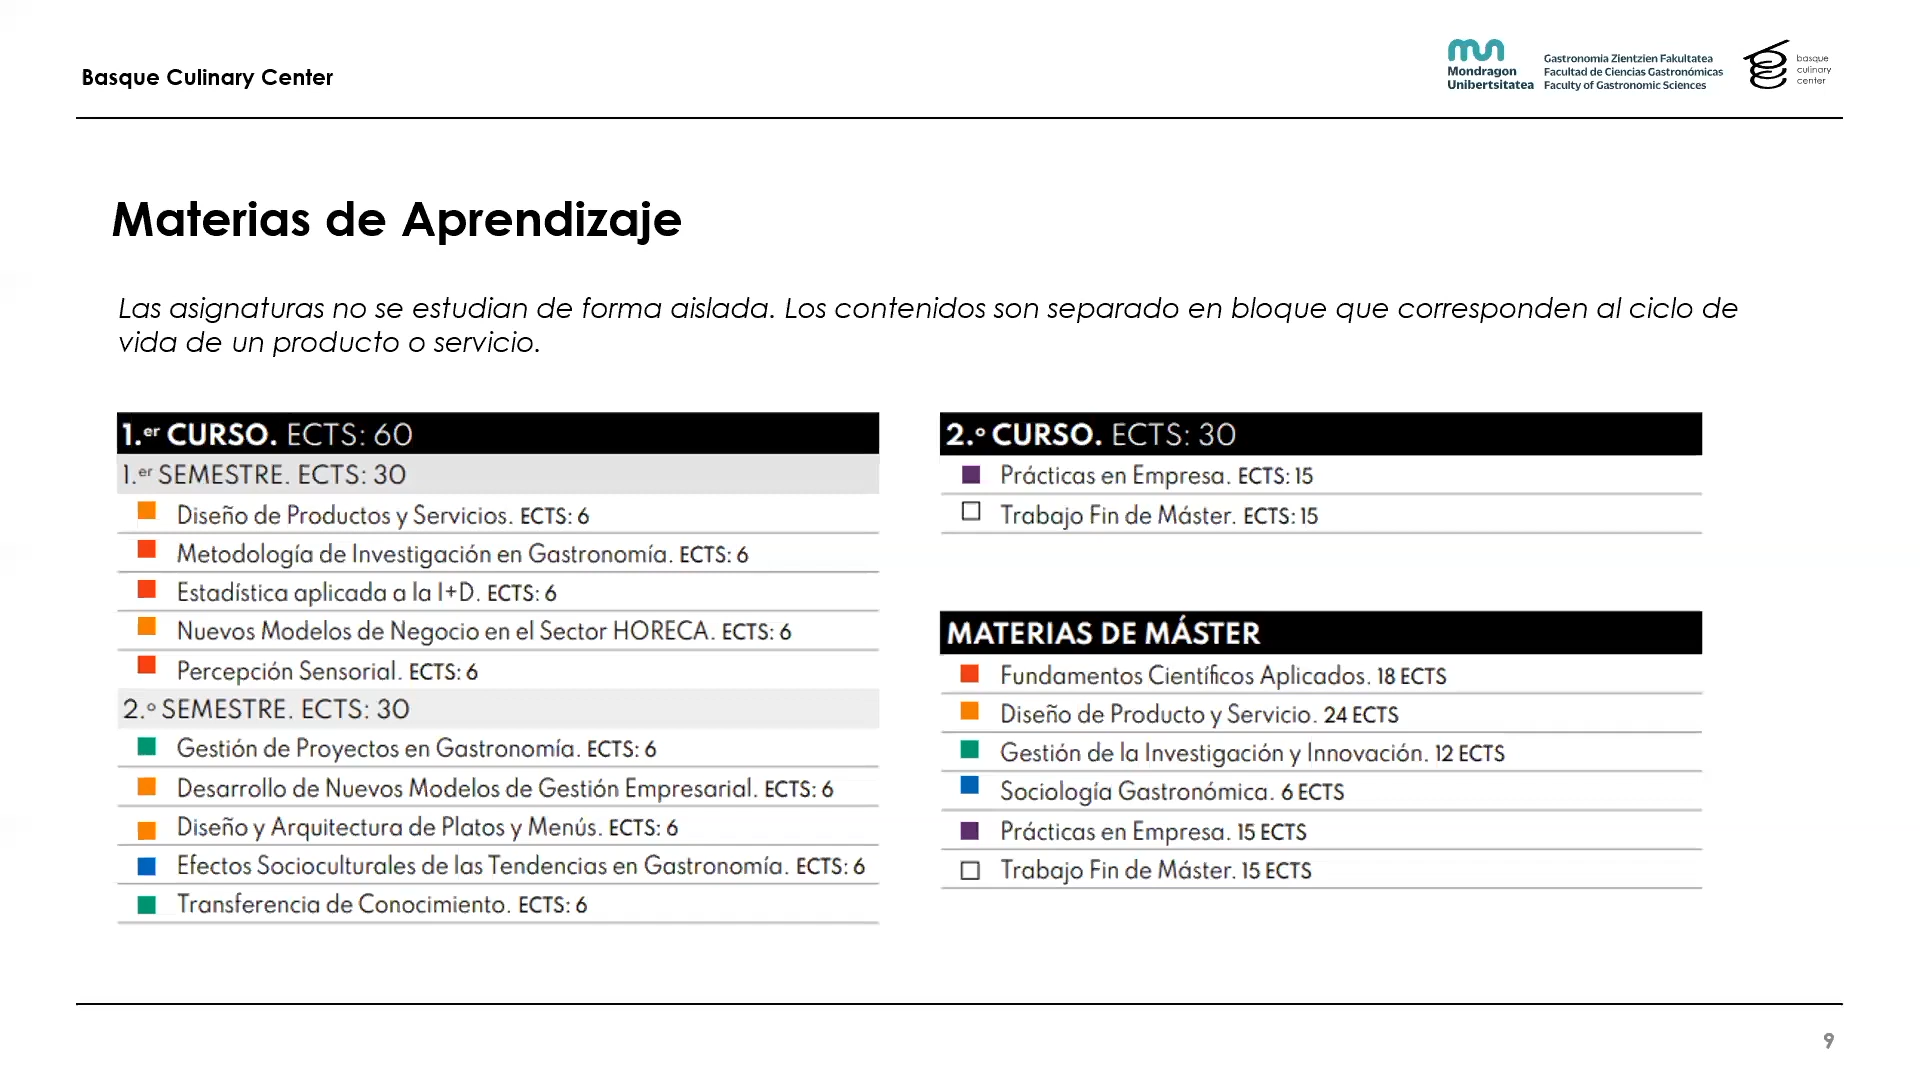 Basque Culinary Center
mun
Mondragon
Unibertsitatea
Gastronomia Zientzien Fakultatea
Facultad de Ciencias Gastronómicas
Faculty of Gastronomic Sciences
basque
culinary
center
Materias de Aprendizaje
Las asignaturas no se estudian de forma aislada. Los contenidos son separado en bloque que corresponden al ciclo de
vida de un producto o servicio.
1.er CURSO. ECTS: 60
1.er SEMESTRE. ECTS: 30
Diseño de Productos y Servicios. ECTS: 6
Metodología de Investigación en Gastronomía. ECTS: 6
Estadística aplicada a la I+D. ECTS: 6
Nuevos Modelos de Negocio en el Sector HORECA. ECTS: 6
Percepción Sensorial. ECTS: 6
2.º SEMESTRE. ECTS: 30
Gestión de Proyectos en Gastronomía. ECTS: 6
Desarrollo de Nuevos Modelos de Gestión Empresarial. ECTS: 6
Diseño y Arquitectura de Platos y Menús. ECTS: 6
Efectos Socioculturales de las Tendencias en Gastronomía. ECTS: 6
Transferencia de Conocimiento. ECTS: 6
2.º CURSO. ECTS: 30
Prácticas en Empresa. ECTS: 15
Trabajo Fin de Máster. ECTS: 15
MATERIAS DE MÁSTER
Fundamentos Científicos Aplicados. 18 ECTS
Diseño de Producto y Servicio. 24 ECTS
Gestión de la Investigación y Innovación. 12 ECTS
Sociología Gastronómica. 6 ECTS
Prácticas en Empresa. 15 ECTS
Trabajo Fin de Máster. 15 ECTS
9